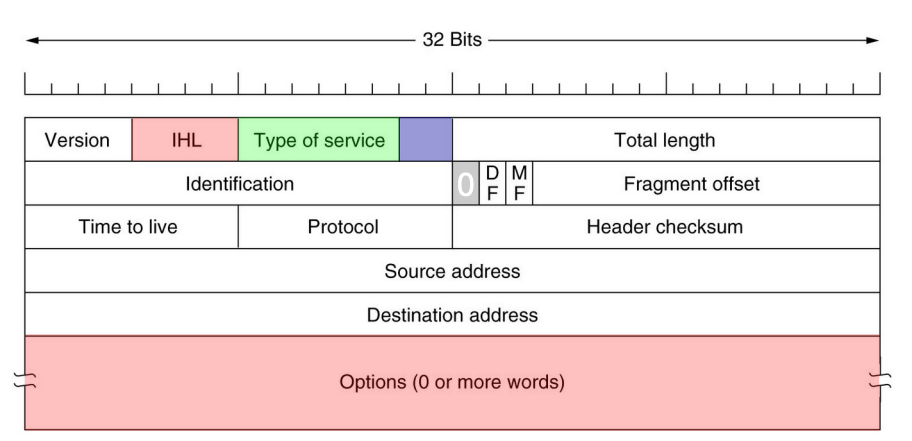 32 Bits
Version IHL Type of service Total length
Identification 0 D F M F Fragment offset
Time to live Protocol Header checksum
Source address
Destination address
Options (0 or more words)